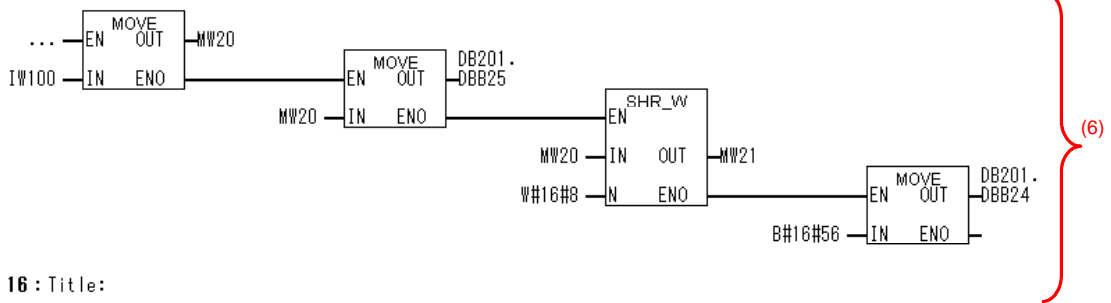 MOVE
... EN OUT MW20
IW100 IN ENO
MOVE
EN OUT DB201.DBB25
MW20 IN ENO
SHR_W
EN
MW20 IN OUT MW21
W#16#8 N ENO
MOVE
EN OUT DB201.DBB24
B#16#56 IN ENO
(6)
16 : Title: